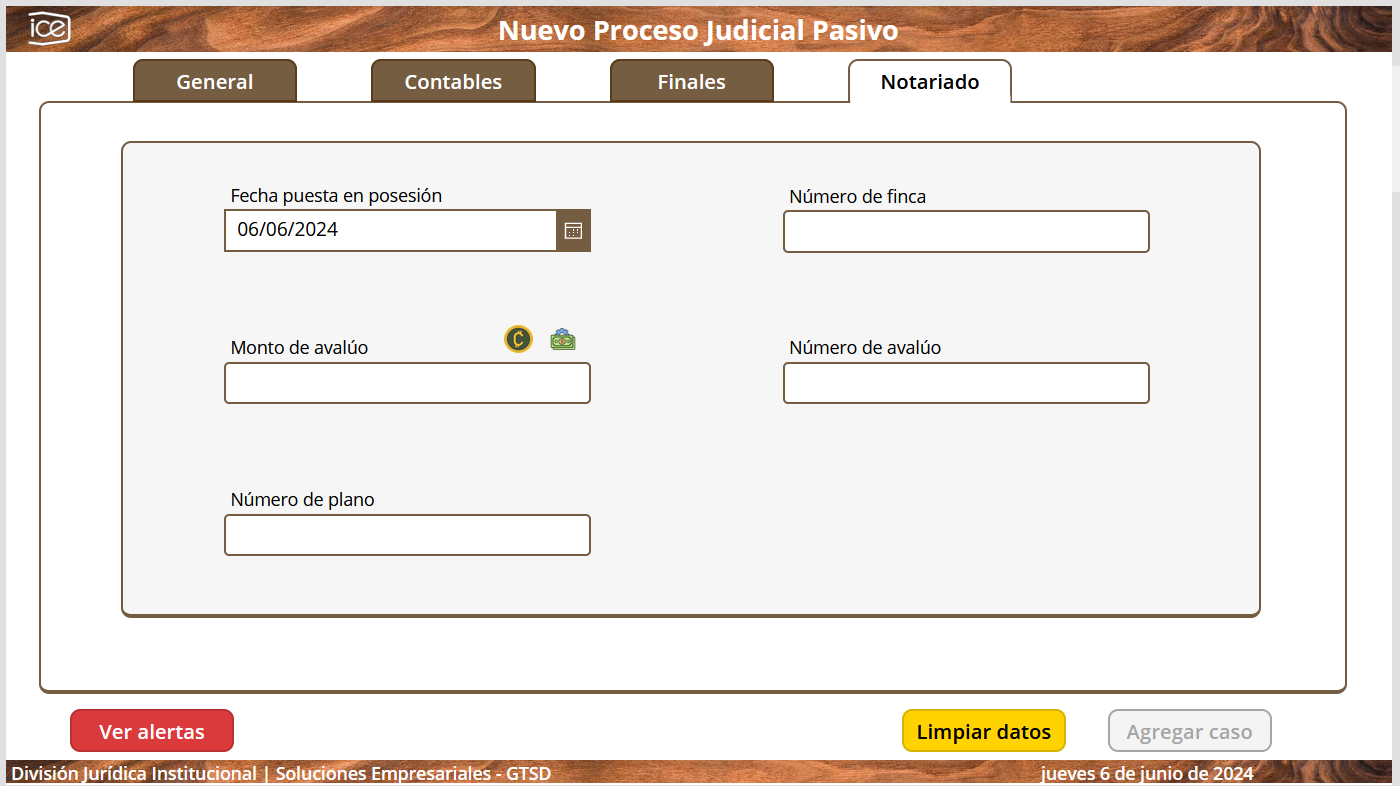 ice
Nuevo Proceso Judicial Pasivo
General
Contables
Finales
Notariado
Fecha puesta en posesión
06/06/2024
Número de finca
Monto de avalúo
Número de avalúo
Número de plano
Ver alertas
Limpiar datos
Agregar caso
División Jurídica Institucional | Soluciones Empresariales - GTSD
jueves 6 de junio de 2024